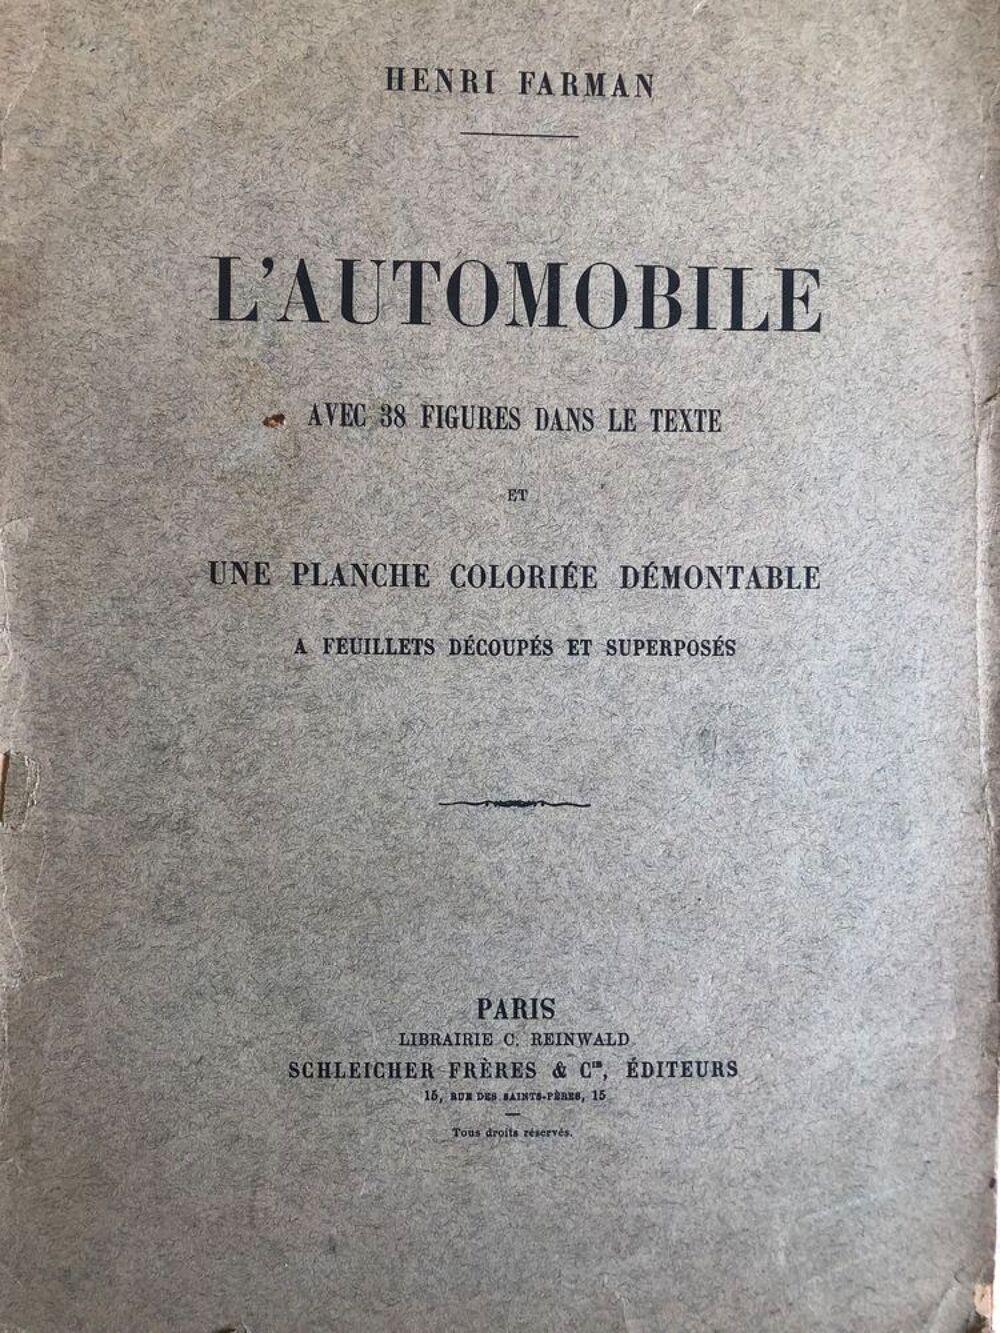 HENRI FARMAN
L'AUTOMOBILE
AVEC 38 FIGURES DANS LE TEXTE
ET
UNE PLANCHE COLORIÉE DÉMONTABLE
A FEUILLETS DÉCOUPÉS ET SUPERPOSÉS
PARIS
LIBRAIRIE C. REINWALD
SCHLEICHER FRÈRES & Cie, ÉDITEURS
15, RUE DES SAINTS-PÈRES, 15
Tous droits réservés.